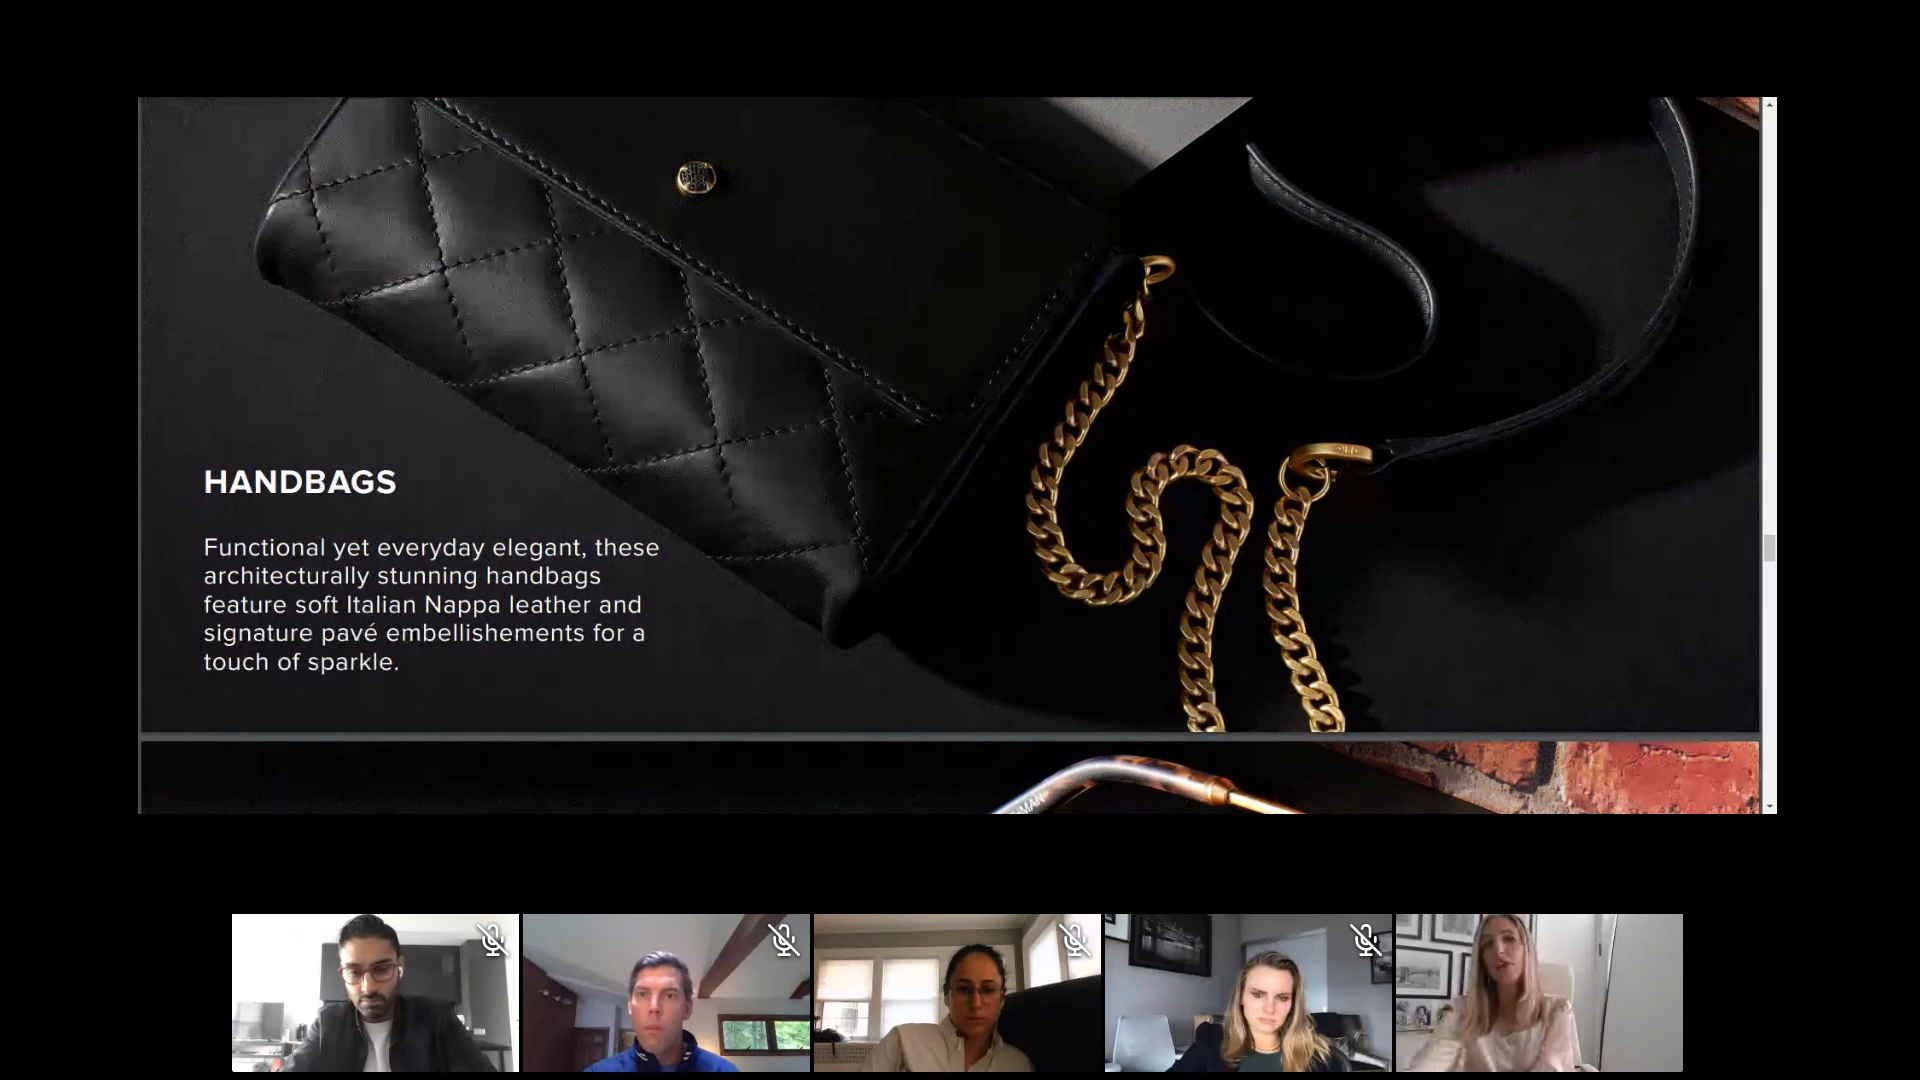 HANDBAGS
Functional yet everyday elegant, these
architecturally stunning handbags
feature soft Italian Nappa leather and
signature pavé embellishements for a
touch of sparkle.